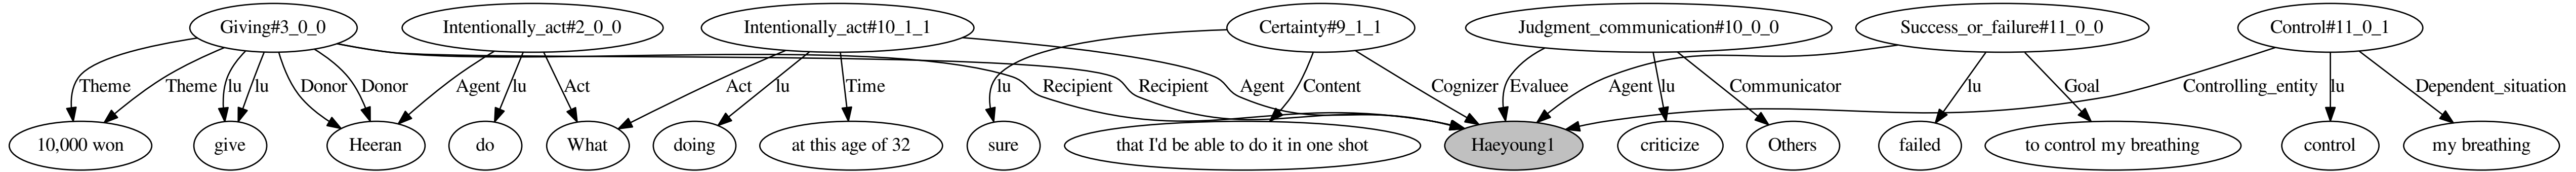 Giving#3_0_0 Intentionally_act#2_0_0 Intentionally_act#10_1_1 Certainty#9_1_1 Judgment_communication#10_0_0 Success_or_failure#11_0_0 Control#11_0_1
Theme Theme lu lu Donor Donor Agent lu Act Act lu Time Recipient Recipient Agent lu Content Cognizer Evaluee Agent lu Communicator lu Goal Controlling_entity lu Dependent_situation
10,000 won give Heeran do What doing at this age of 32 sure that I'd be able to do it in one shot Haeyoung1 criticize Others failed to control my breathing control my breathing